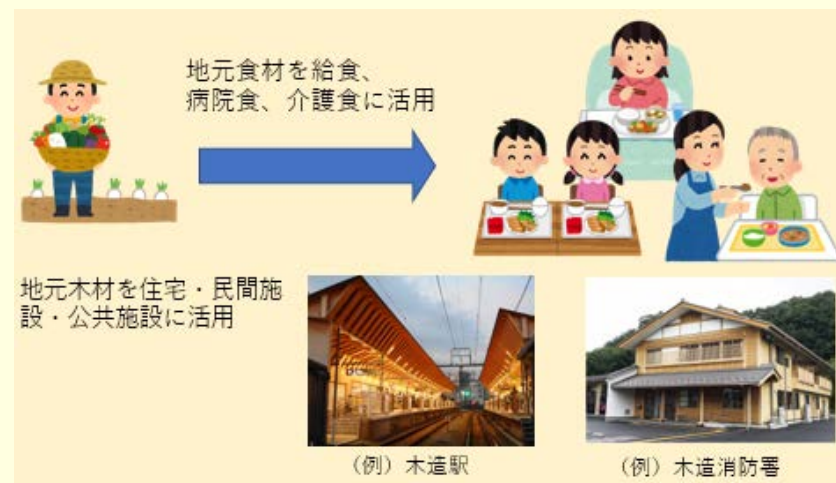 地元食材を給食、
病院食、介護食に活用
地元木材を住宅・民間施
設・公共施設に活用
（例）木造駅
（例）木造消防署